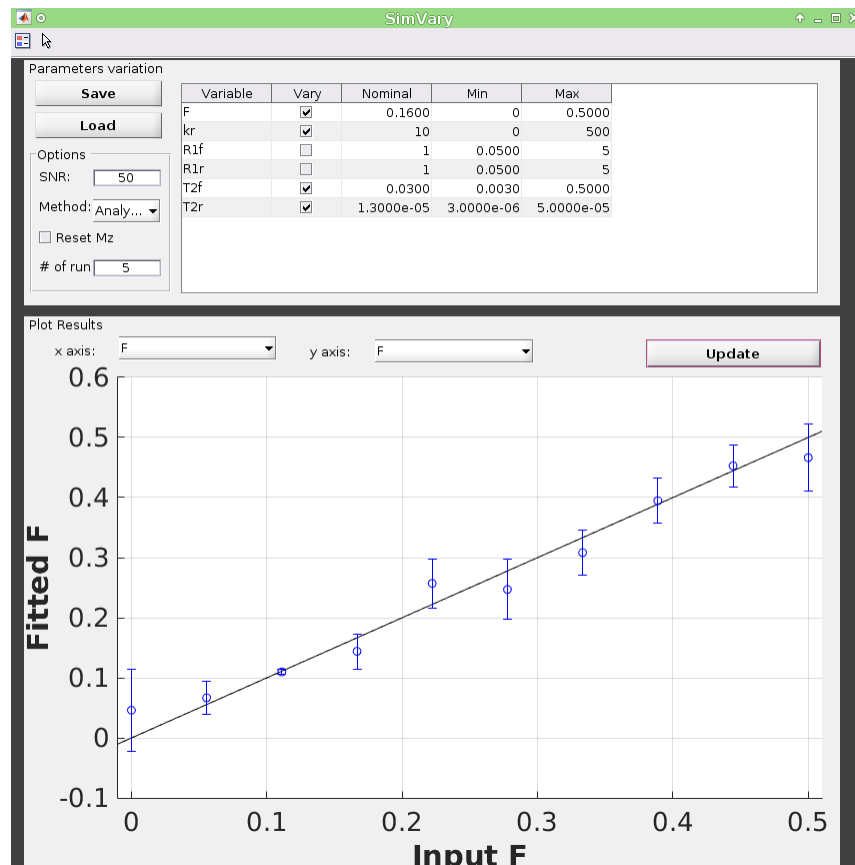 SimVary
Parameters variation
Save
Load
Options
SNR: 50
Method: Analy...
Reset Mz
# of run 5
Variable Vary Nominal Min Max
F 0.1600 0 0.5000
kr 10 0 500
R1f 1 0.0500 5
R1r 1 0.0500 5
T2f 0.0300 0.0030 0.5000
T2r 1.3000e-05 3.0000e-06 5.0000e-05
Plot Results
x axis: F y axis: F Update
0.6
0.5
0.4
0.3
0.2
0.1
0
-0.1
Fitted F
0 0.1 0.2 0.3 0.4 0.5
Input F